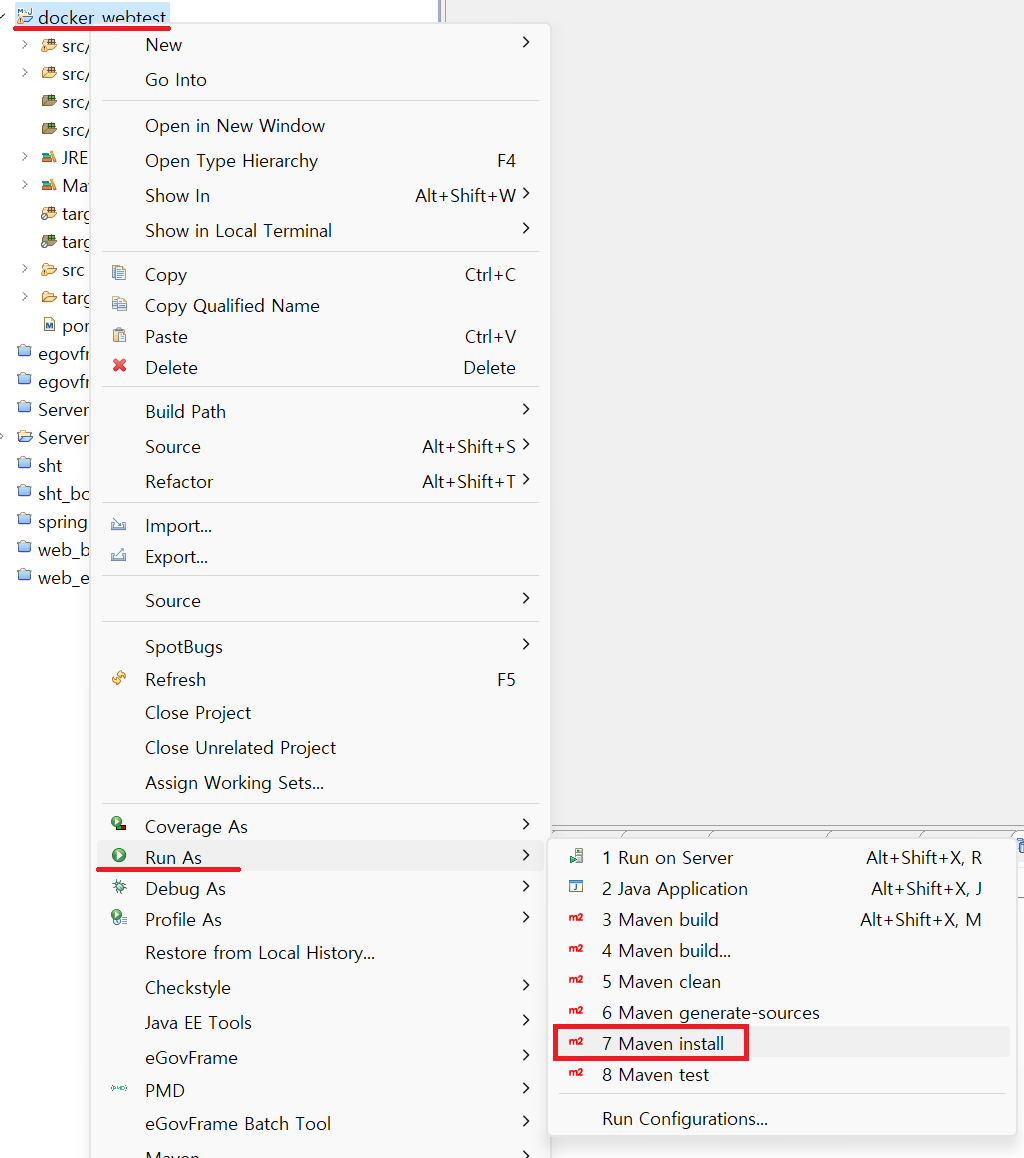 docker_webtest
src/
src/
src/
src/
JRE
Ma
targ
targ
src
targ
pom
egovfr
egovfr
Server
Server
sht
sht_bo
spring
web_b
web_e
New
Go Into
Open in New Window
Open Type Hierarchy F4
Show In Alt+Shift+W
Show in Local Terminal
Copy Ctrl+C
Copy Qualified Name
Paste Ctrl+V
Delete Delete
Build Path
Source Alt+Shift+S
Refactor Alt+Shift+T
Import...
Export...
Source
SpotBugs
Refresh F5
Close Project
Close Unrelated Project
Assign Working Sets...
Coverage As
Run As
Debug As
Profile As
Restore from Local History...
Checkstyle
Java EE Tools
eGovFrame
PMD
eGovFrame Batch Tool
Maven
1 Run on Server Alt+Shift+X, R
2 Java Application Alt+Shift+X, J
m2 3 Maven build Alt+Shift+X, M
m2 4 Maven build...
m2 5 Maven clean
m2 6 Maven generate-sources
m2 7 Maven install
m2 8 Maven test
Run Configurations...